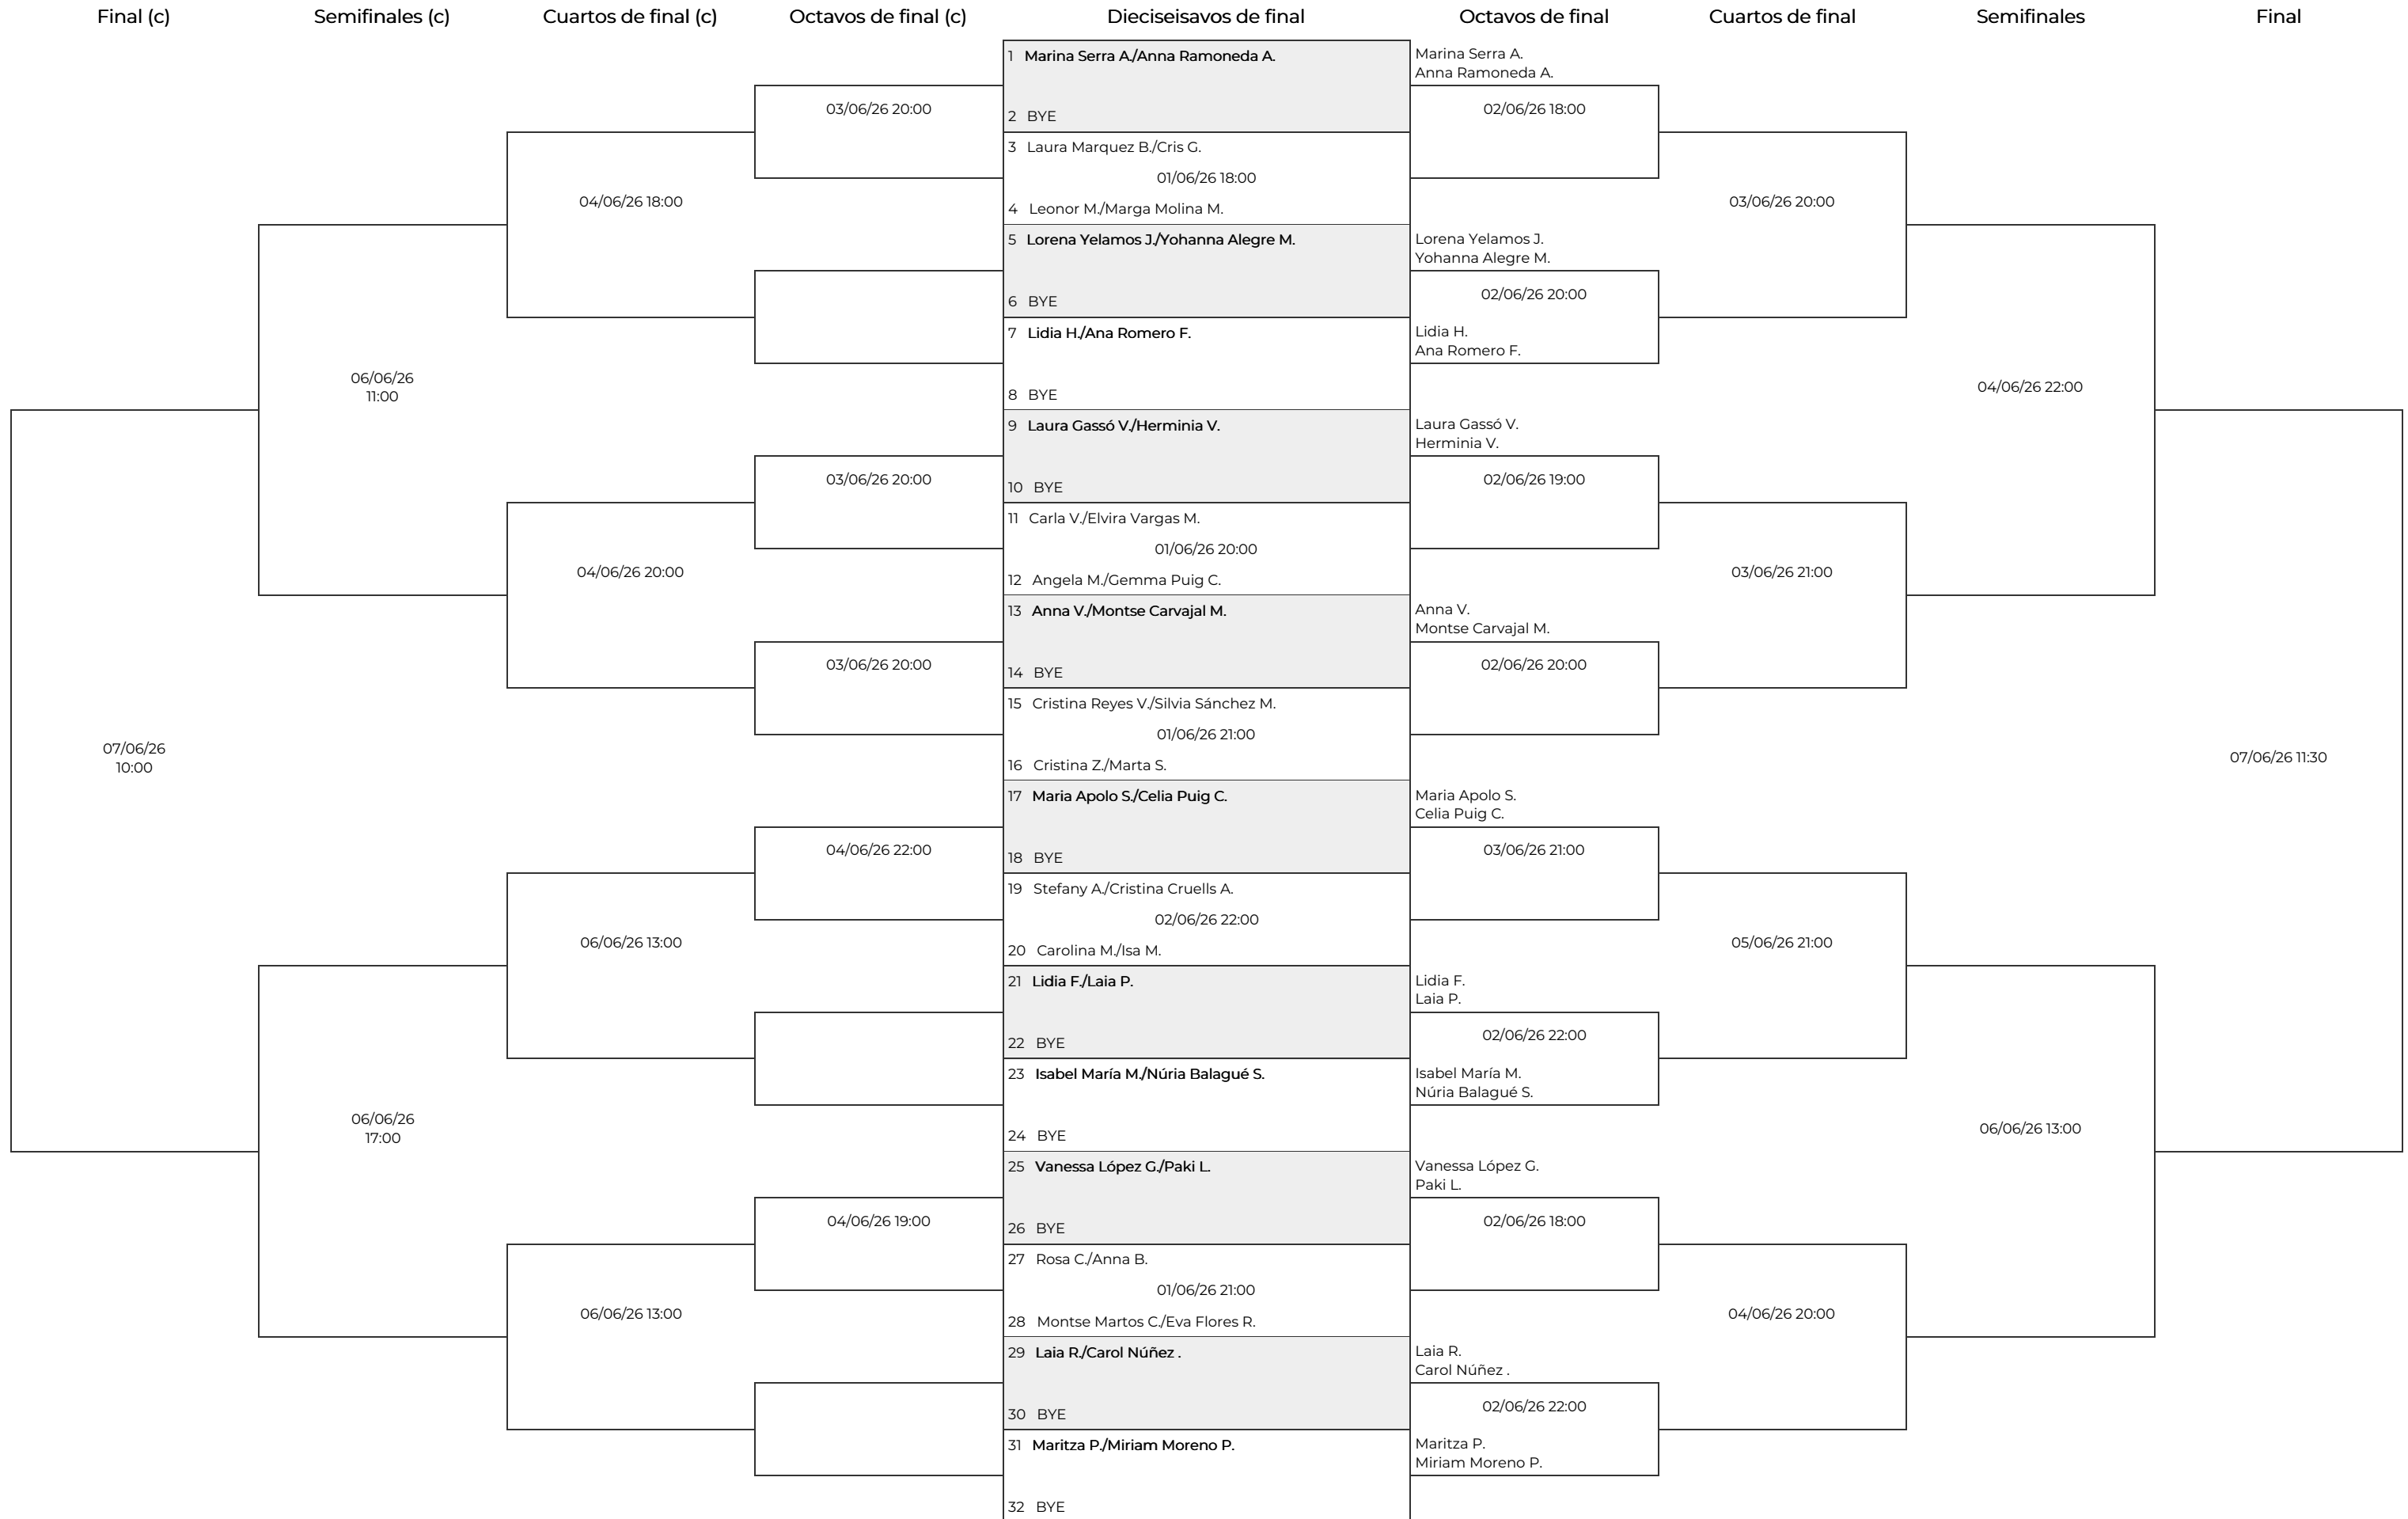 Final (c)
Semifinales (c)
Cuartos de final (c)
Octavos de final (c)
Dieciseisavos de final
Octavos de final
Cuartos de final
Semifinales
Final
07/06/26
10:00
06/06/26
11:00
06/06/26
17:00
04/06/26 18:00
04/06/26 20:00
06/06/26 13:00
06/06/26 13:00
03/06/26 20:00
03/06/26 20:00
03/06/26 20:00
04/06/26 22:00
04/06/26 19:00
1 Marina Serra A./Anna Ramoneda A.
2 BYE
3 Laura Marquez B./Cris G.
01/06/26 18:00
4 Leonor M./Marga Molina M.
5 Lorena Yelamos J./Yohanna Alegre M.
6 BYE
7 Lidia H./Ana Romero F.
8 BYE
9 Laura Gassó V./Herminia V.
10 BYE
11 Carla V./Elvira Vargas M.
01/06/26 20:00
12 Angela M./Gemma Puig C.
13 Anna V./Montse Carvajal M.
14 BYE
15 Cristina Reyes V./Silvia Sánchez M.
01/06/26 21:00
16 Cristina Z./Marta S.
17 Maria Apolo S./Celia Puig C.
18 BYE
19 Stefany A./Cristina Cruells A.
02/06/26 22:00
20 Carolina M./Isa M.
21 Lidia F./Laia P.
22 BYE
23 Isabel María M./Núria Balagué S.
24 BYE
25 Vanessa López G./Paki L.
26 BYE
27 Rosa C./Anna B.
01/06/26 21:00
28 Montse Martos C./Eva Flores R.
29 Laia R./Carol Núñez .
30 BYE
31 Maritza P./Miriam Moreno P.
32 BYE
Marina Serra A.
Anna Ramoneda A.
02/06/26 18:00
Lorena Yelamos J.
Yohanna Alegre M.
02/06/26 20:00
Lidia H.
Ana Romero F.
Laura Gassó V.
Herminia V.
02/06/26 19:00
Anna V.
Montse Carvajal M.
02/06/26 20:00
Maria Apolo S.
Celia Puig C.
03/06/26 21:00
Lidia F.
Laia P.
02/06/26 22:00
Isabel María M.
Núria Balagué S.
Vanessa López G.
Paki L.
02/06/26 18:00
Laia R.
Carol Núñez .
02/06/26 22:00
Maritza P.
Miriam Moreno P.
03/06/26 20:00
03/06/26 21:00
05/06/26 21:00
04/06/26 20:00
04/06/26 22:00
06/06/26 13:00
07/06/26 11:30